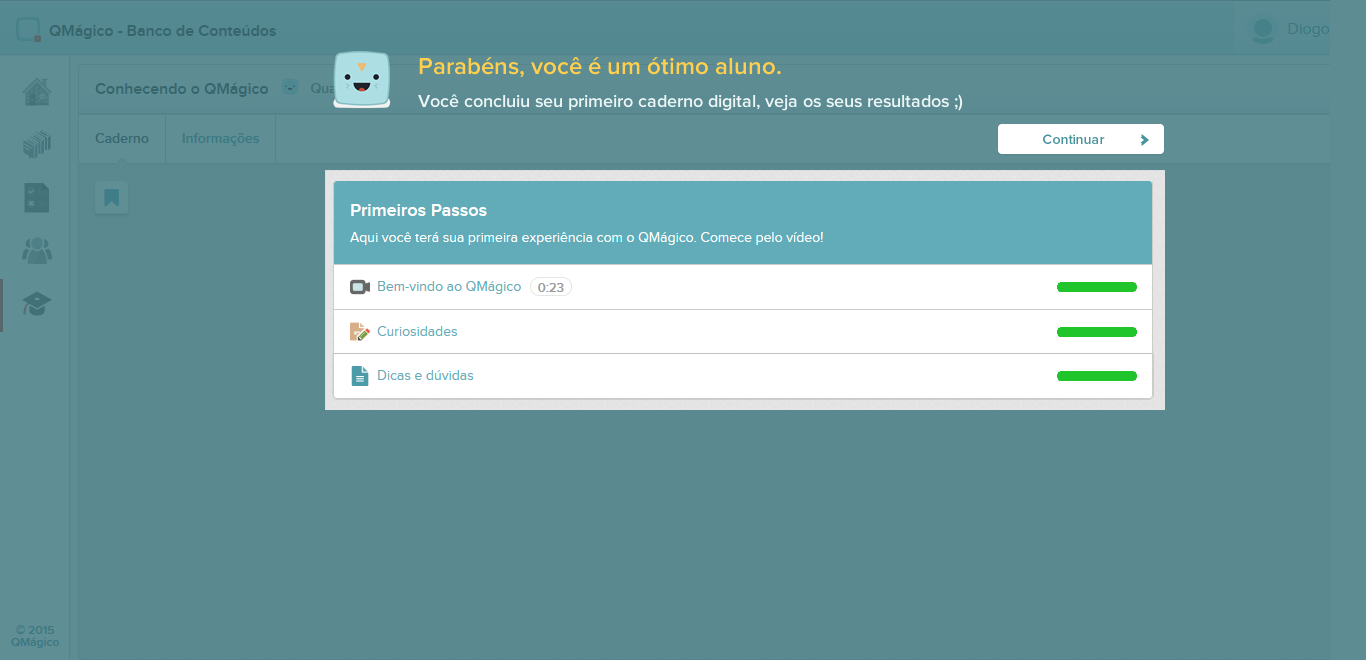 QMágico - Banco de Conteúdos
Diogo
Parabéns, você é um ótimo aluno.
Conhecendo o QMágico
Você concluiu seu primeiro caderno digital, veja os seus resultados ;)
Caderno
Informações
Continuar
Primeiros Passos
Aqui você terá sua primeira experiência com o QMágico. Comece pelo vídeo!
Bem-vindo ao QMágico 0:23
Curiosidades
Dicas e dúvidas
© 2015
QMágico